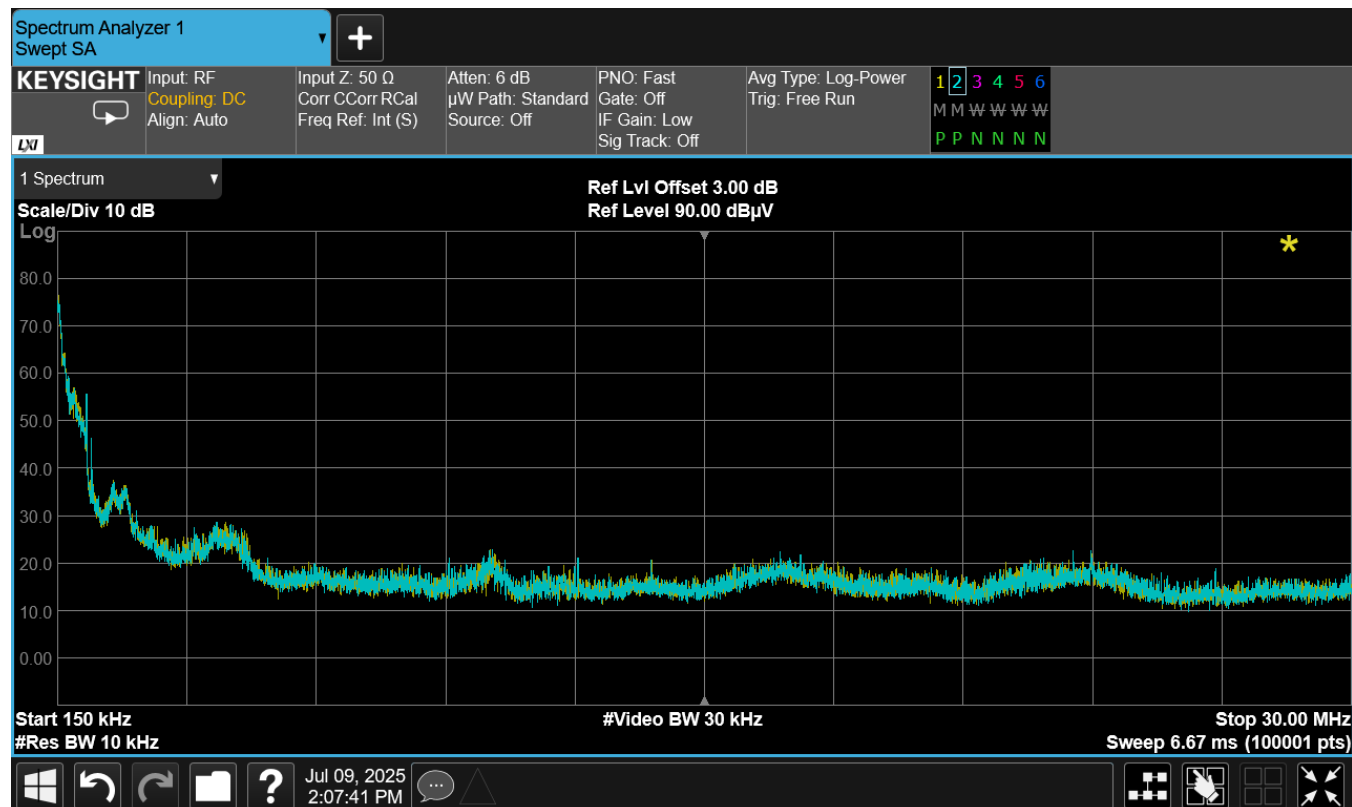 Spectrum Analyzer 1
Swept SA
KEYSIGHT
LXI
Input: RF
Coupling: DC
Align: Auto
Input Z: 50 Ω
Corr CCorr RCal
Freq Ref: Int (S)
Atten: 6 dB
µW Path: Standard
Source: Off
PNO: Fast
Gate: Off
IF Gain: Low
Sig Track: Off
Avg Type: Log-Power
Trig: Free Run
1 2 3 4 5 6
M M W W W W
P P N N N N
1 Spectrum
Scale/Div 10 dB
Ref Lvl Offset 3.00 dB
Ref Level 90.00 dBµV
Log
80.0
70.0
60.0
50.0
40.0
30.0
20.0
10.0
0.00
Start 150 kHz
#Video BW 30 kHz
Stop 30.00 MHz
#Res BW 10 kHz
Sweep 6.67 ms (100001 pts)
?
Jul 09, 2025
2:07:41 PM